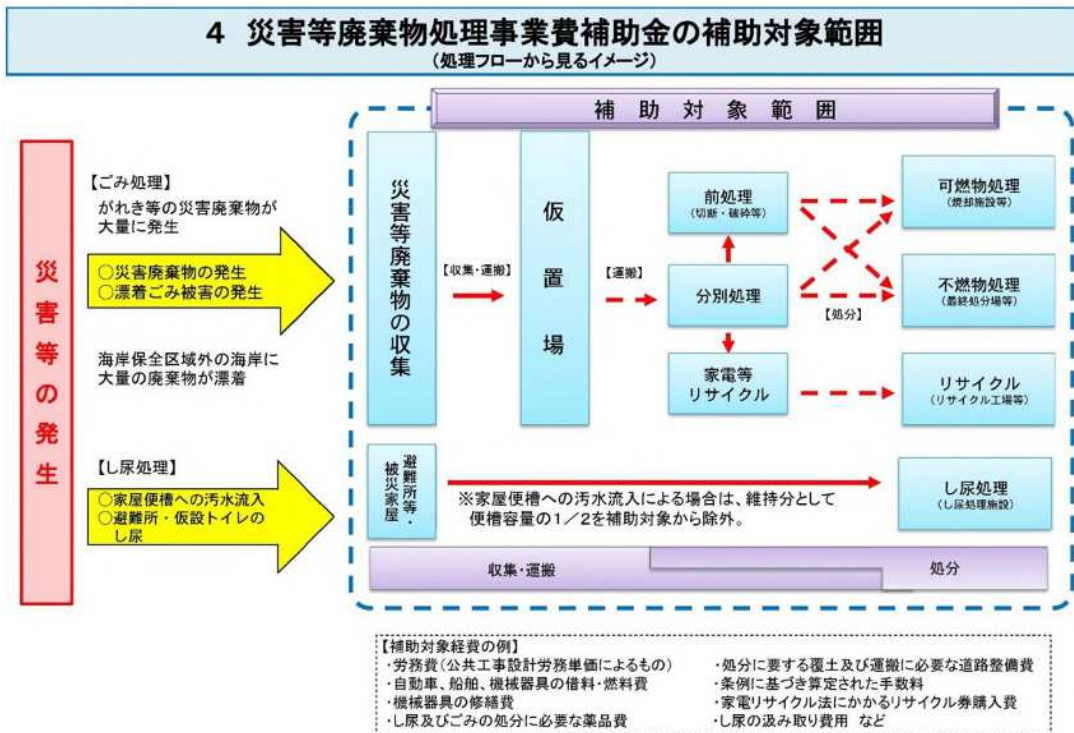 4 災害等廃棄物処理事業費補助金の補助対象範囲
(処理フローから見るイメージ)
補助対象範囲
災害等の発生
【ごみ処理】
がれき等の災害廃棄物が
大量に発生
○災害廃棄物の発生
○漂着ごみ被害の発生
海岸保全区域外の海岸に
大量の廃棄物が漂着
【し尿処理】
○家屋便槽への汚水流入
○避難所・仮設トイレの
し尿
災害等廃棄物の収集
【収集・運搬】
仮置場
【運搬】
前処理
(切断・破砕等)
分別処理
家電等
リサイクル
【処分】
可燃物処理
(焼却施設等)
不燃物処理
(最終処分場等)
リサイクル
(リサイクル工場等)
避難所等・
被災家屋
※家屋便槽への汚水流入による場合は、維持分として
便槽容量の1/2を補助対象から除外。
し尿処理
(し尿処理施設)
収集・運搬
処分
【補助対象経費の例】
・労務費(公共工事設計労務単価によるもの)
・自動車、船舶、機械器具の借料・燃料費
・機械器具の修繕費
・し尿及びごみの処分に必要な薬品費
・処分に要する覆土及び運搬に必要な道路整備費
・条例に基づき算定された手数料
・家電リサイクル法にかかるリサイクル券購入費
・し尿の汲み取り費用 など